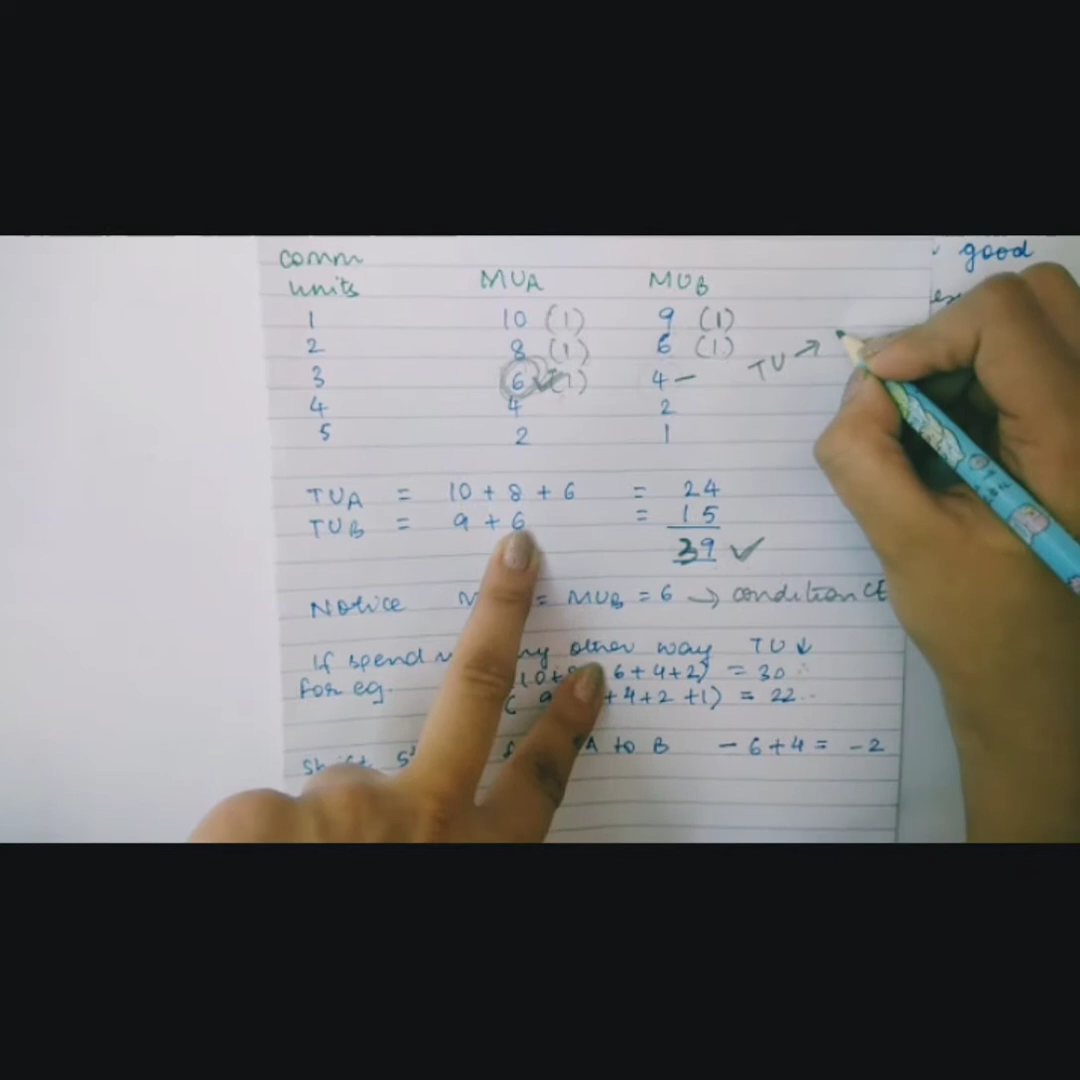 good
comm
units MUA MUB
1 10 (1) 9 (1)
2 8 (1) 6 (1)
3 6 (1) 4 -
TU →
4 4 2
5 2 1
TUA = 10 + 8 + 6 = 24
TUB = 9 + 6 = 15
39 ✓
Notice = MUB = 6 → condition CE
If spend other way TU ↓
for eg. 6 + 4 + 2) = 30
( + 4 + 2 + 1) = 22
A to B - 6 + 4 = - 2